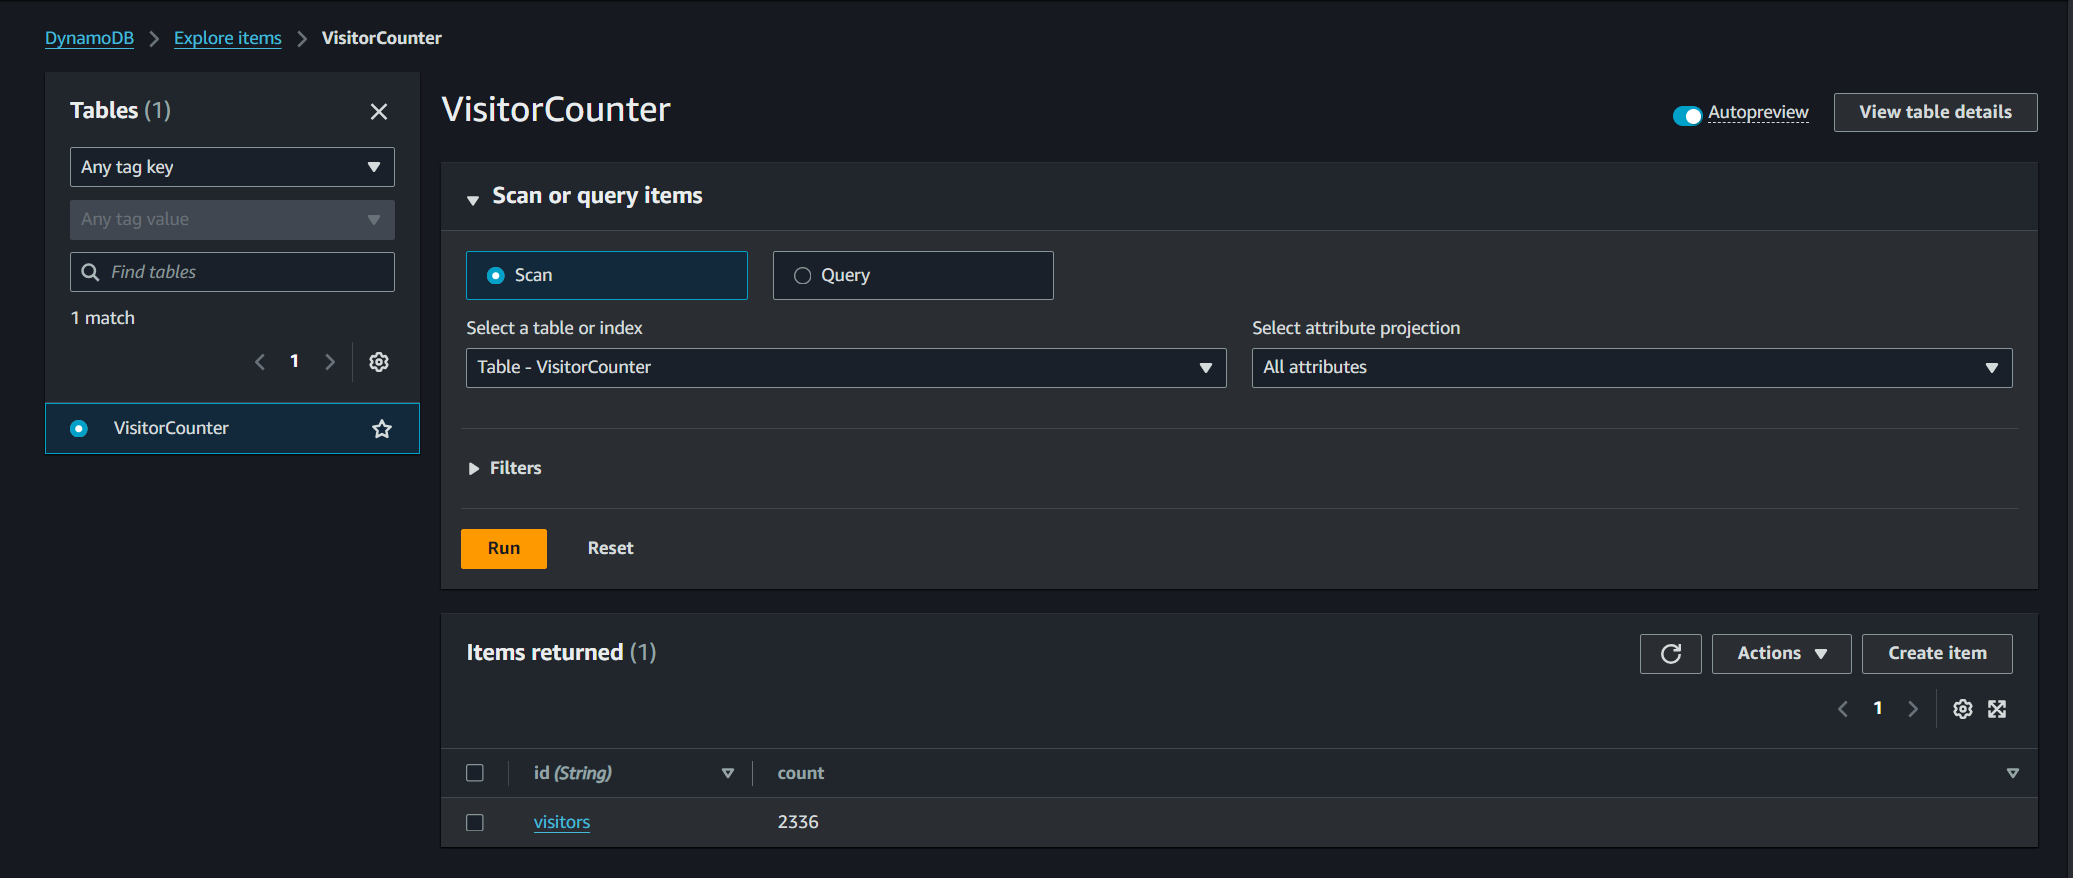 DynamoDB > Explore items > VisitorCounter
Tables (1)
Any tag key
Any tag value
Find tables
1 match
1
VisitorCounter
VisitorCounter
Autopreview
View table details
Scan or query items
Scan
Query
Select a table or index
Select attribute projection
Table - VisitorCounter
All attributes
Filters
Run
Reset
Items returned (1)
Actions
Create item
1
id (String)
count
visitors
2336